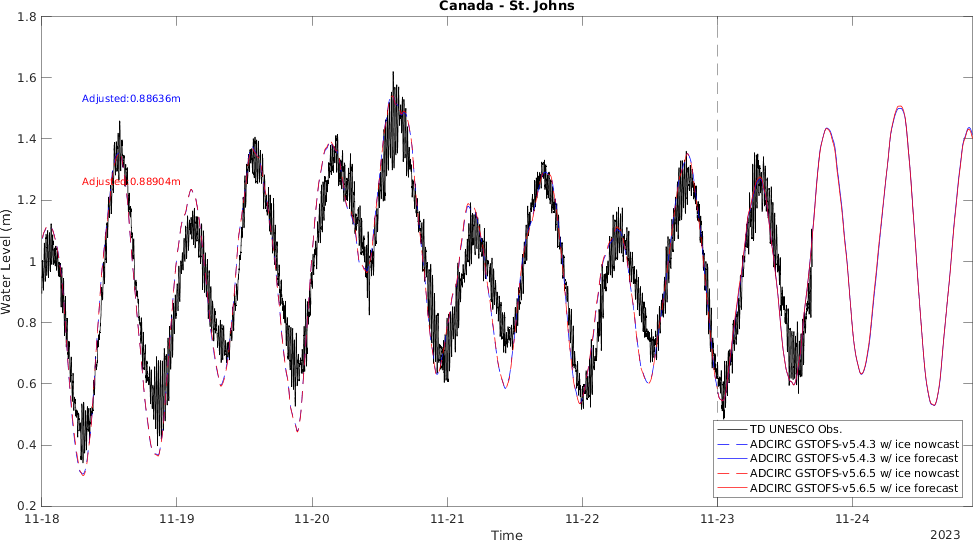 Canada - St. Johns
1.8
1.6
1.4
1.2
1
0.8
0.6
0.4
0.2
Water Level (m)
Adjusted:0.88636m
Adjusted:0.88904m
TD UNESCO Obs.
ADCIRC GSTOFS-v5.4.3 w/ ice nowcast
ADCIRC GSTOFS-v5.4.3 w/ ice forecast
ADCIRC GSTOFS-v5.6.5 w/ ice nowcast
ADCIRC GSTOFS-v5.6.5 w/ ice forecast
11-18 11-19 11-20 11-21 11-22 11-23 11-24
Time
2023